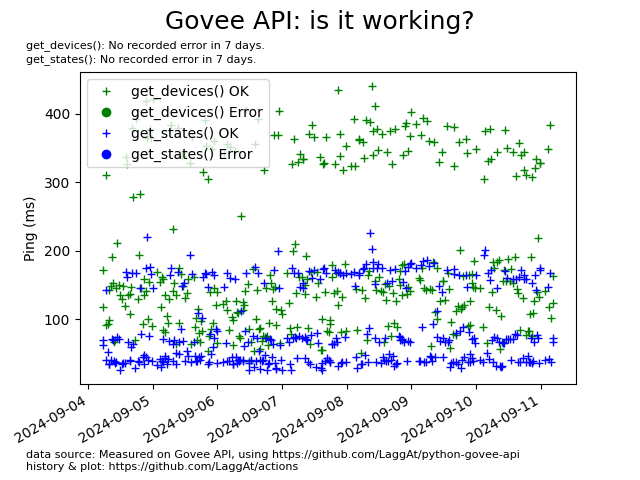 Govee API: is it working?
get_devices(): No recorded error in 7 days.
get_states(): No recorded error in 7 days.
get_devices() OK
get_devices() Error
get_states() OK
get_states() Error
Ping (ms)
400
300
200
100
2024-09-04
2024-09-05
2024-09-06
2024-09-07
2024-09-08
2024-09-09
2024-09-10
2024-09-11
data source: Measured on Govee API, using https://github.com/LaggAt/python-govee-api
history & plot: https://github.com/LaggAt/actions